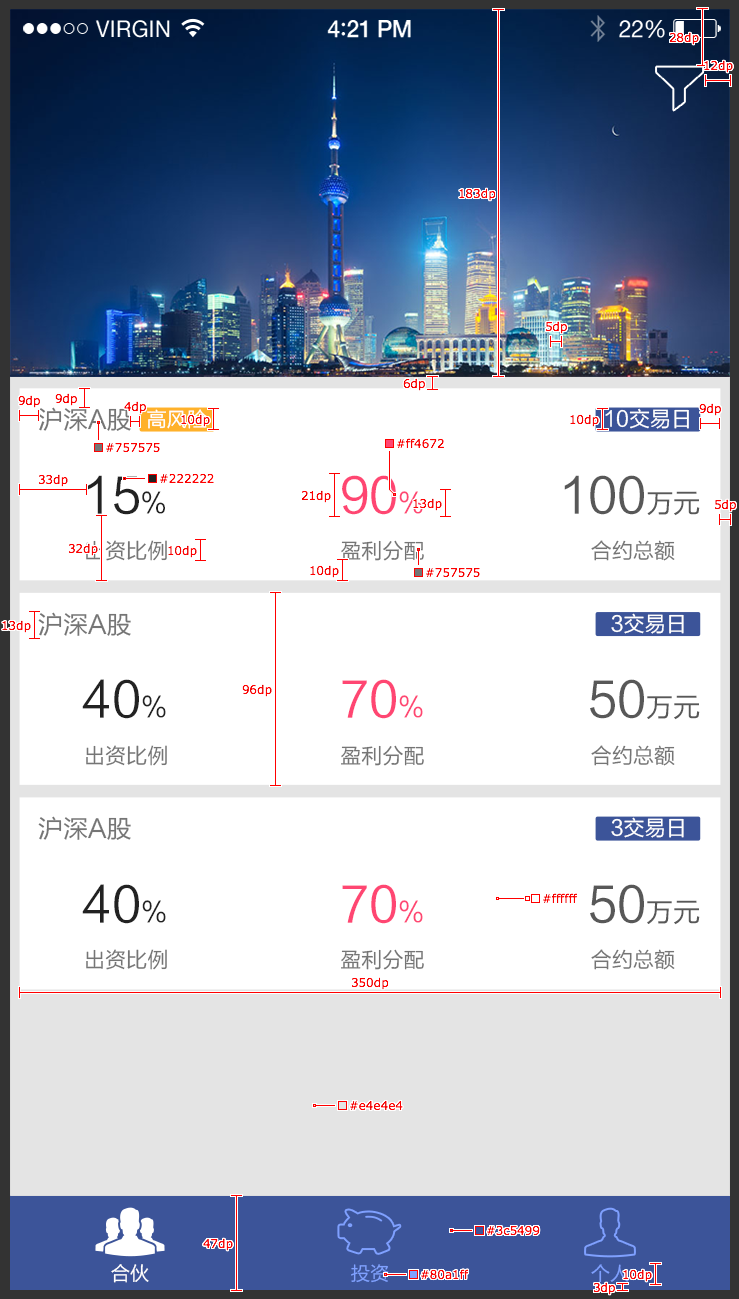 VIRGIN 4:21 PM 22% 28dp
12dp
183dp
5dp
6dp
9dp 9dp 4dp 9dp
沪深A股 高风险 10dp 10dp 10交易日
#757575 #ff4672
33dp #222222
15% 21dp 90% 13dp 100万元 5dp
32dp 出资比例 10dp 盈利分配 合约总额
10dp #757575
13dp 沪深A股 3交易日
96dp
40% 70% 50万元
出资比例 盈利分配 合约总额
沪深A股 3交易日
40% 70% #ffffff 50万元
出资比例 盈利分配 合约总额
350dp
#e4e4e4
47dp #3c5499
合伙 投资 #80a1ff 个人 10dp
3dp